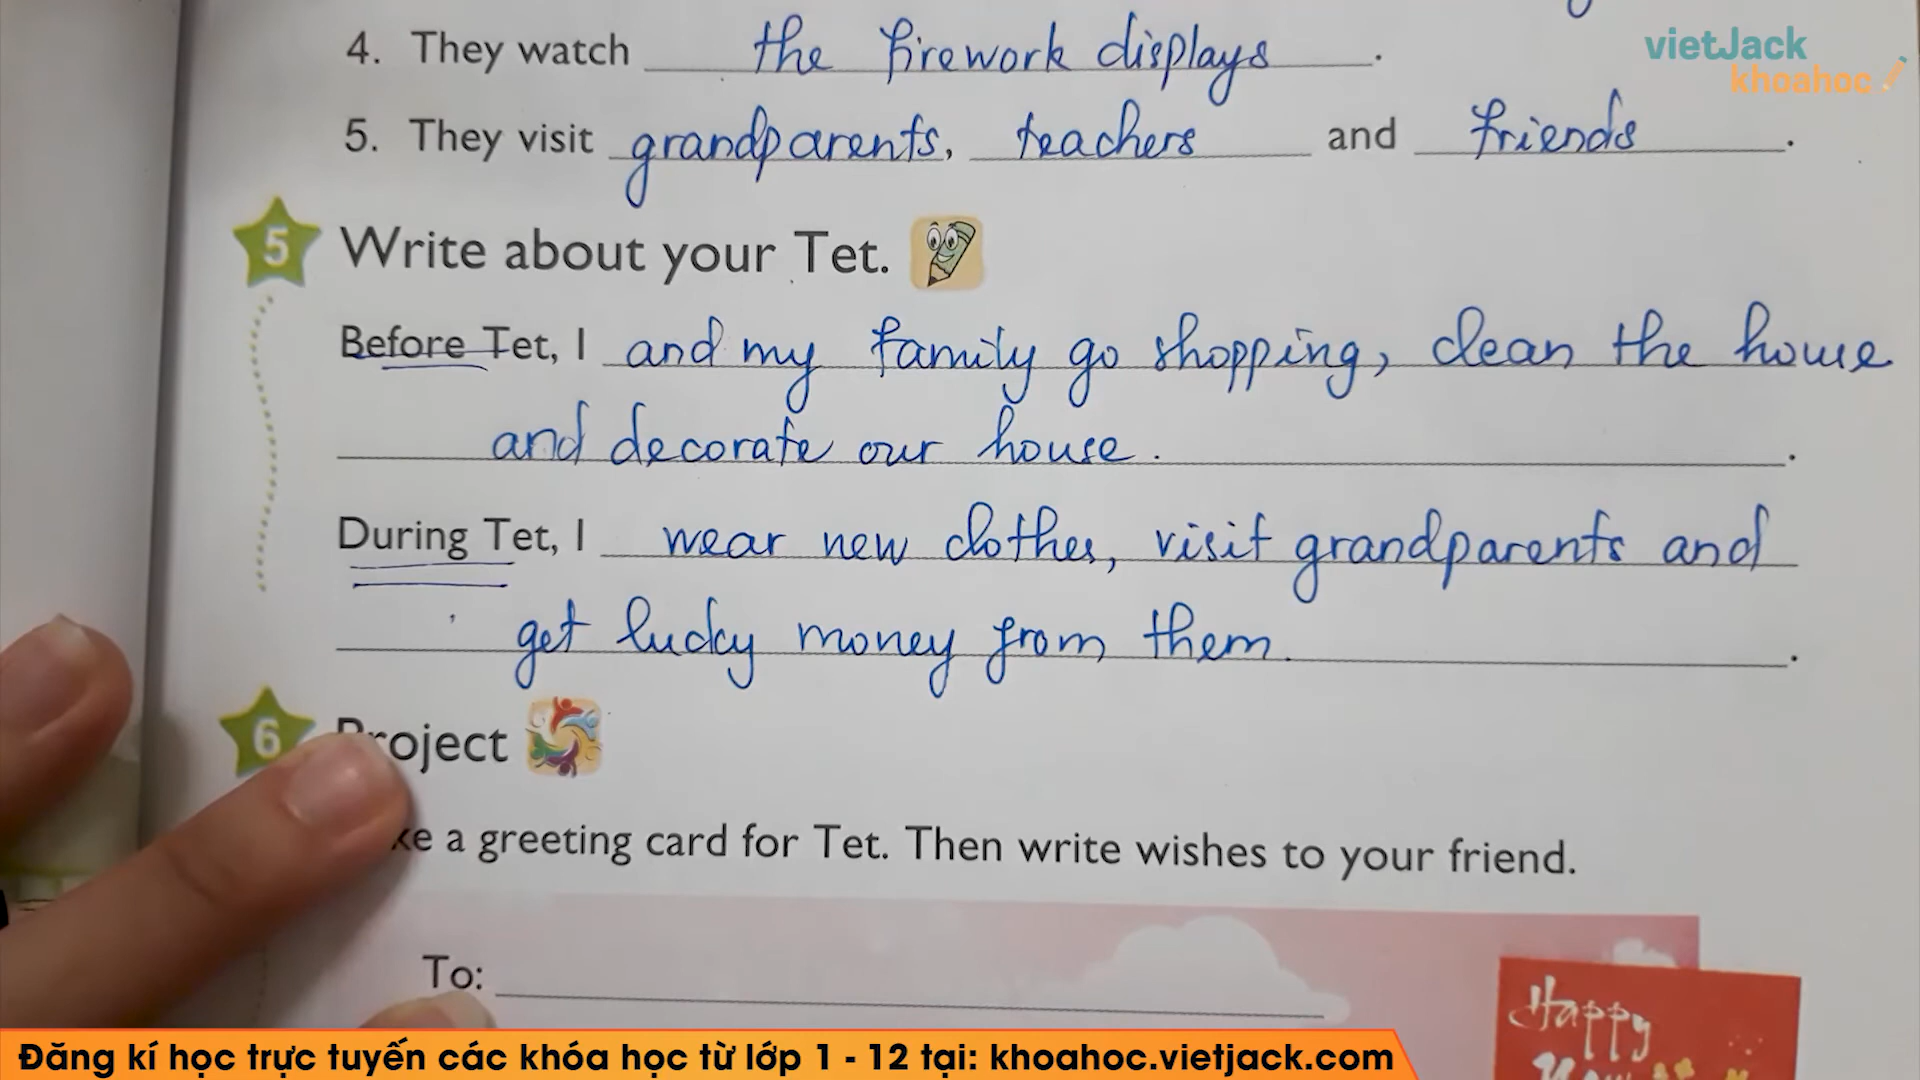 vietJack
khoahoc
4. They watch the firework displays.
5. They visit grandparents, teachers and friends.
5 Write about your Tet.
Before Tet, I and my family go shopping, clean the house
and decorate our house. .
During Tet, I wear new clothes, visit grandparents and
get lucky money from them. .
6 Project
ke a greeting card for Tet. Then write wishes to your friend.
To:
Happy
New
Đăng kí học trực tuyến các khóa học từ lớp 1 - 12 tại: khoahoc.vietjack.com